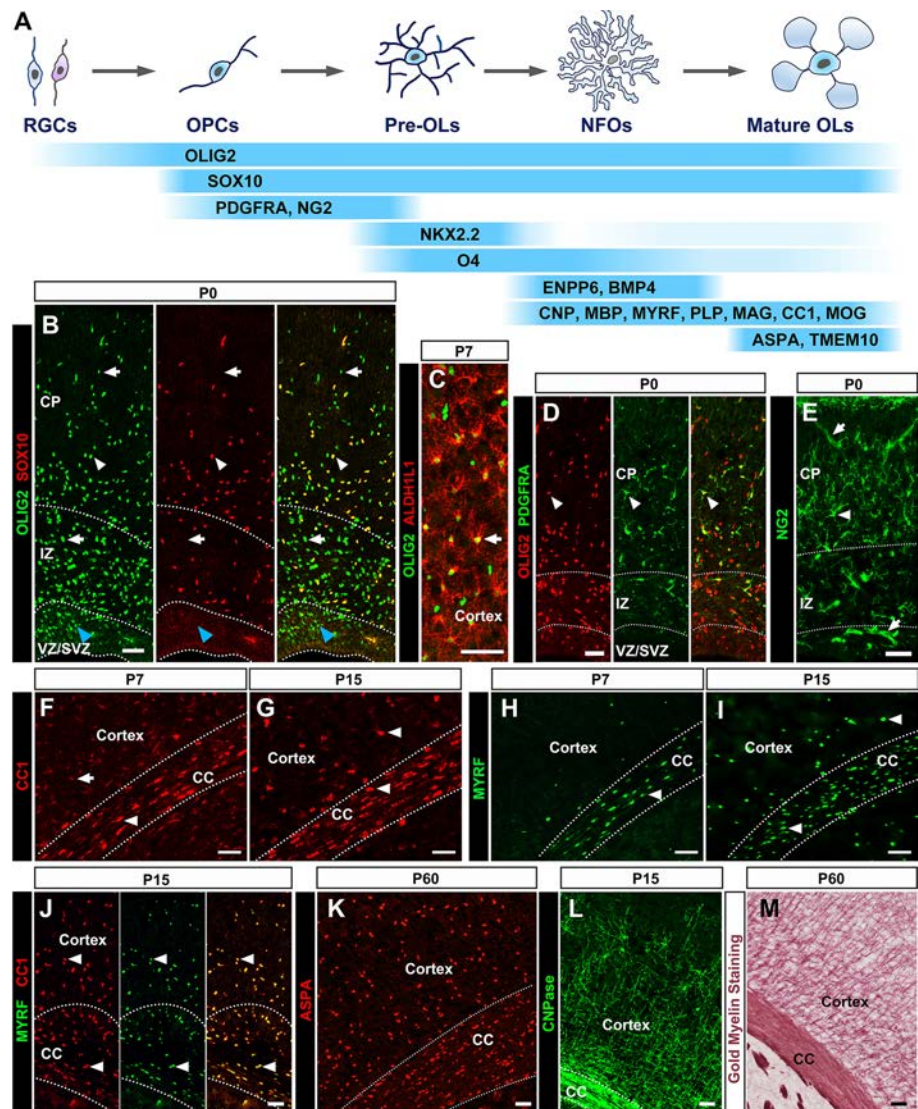 A
RGCs OPCs Pre-OLs NFOs Mature OLs
OLIG2
SOX10
PDGFRA, NG2
NKX2.2
O4
ENPP6, BMP4
CNP, MBP, MYRF, PLP, MAG, CC1, MOG
ASPA, TMEM10
P0
B
OLIG2 SOX10
CP
IZ
VZ/SVZ
P7
C
OLIG2 ALDH1L1
Cortex
P0
D
OLIG2 PDGFRA
CP
IZ
VZ/SVZ
P0
E
NG2
CP
IZ
P7
F
CC1
Cortex
CC
P15
G
Cortex
CC
P7
H
MYRF
Cortex
CC
P15
I
Cortex
CC
P15
J
MYRF CC1
Cortex
CC
P60
K
ASPA
Cortex
CC
P15
L
CNPase
Cortex
CC
P60
M
Gold Myelin Staining
Cortex
CC